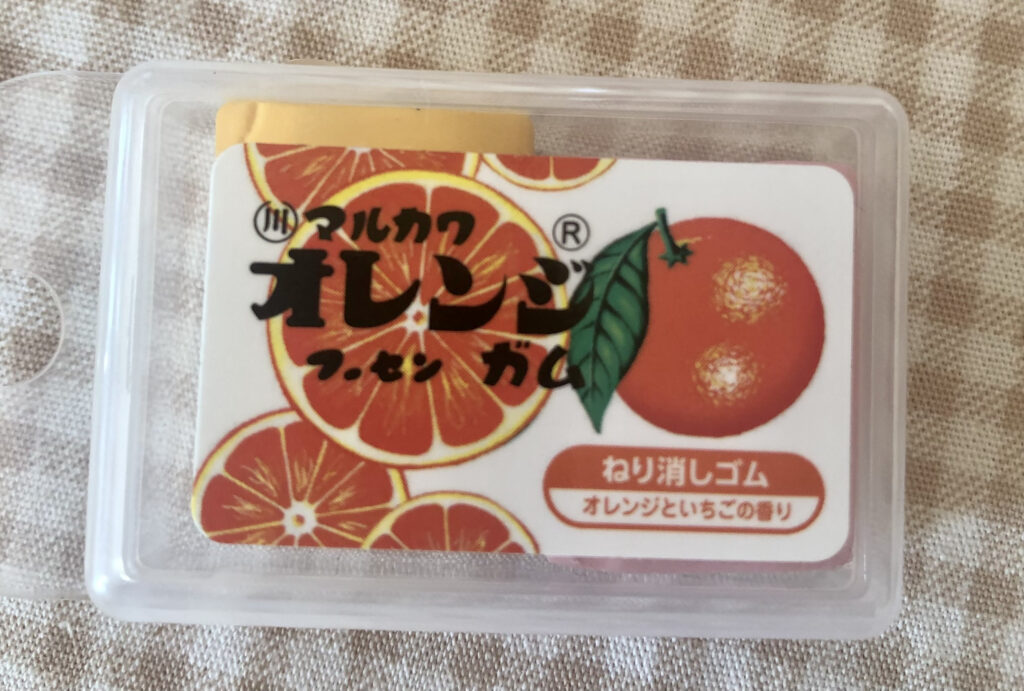 川 マルカワ ®
オレンジ
フーセン ガム
ねり消しゴム
オレンジといちごの香り